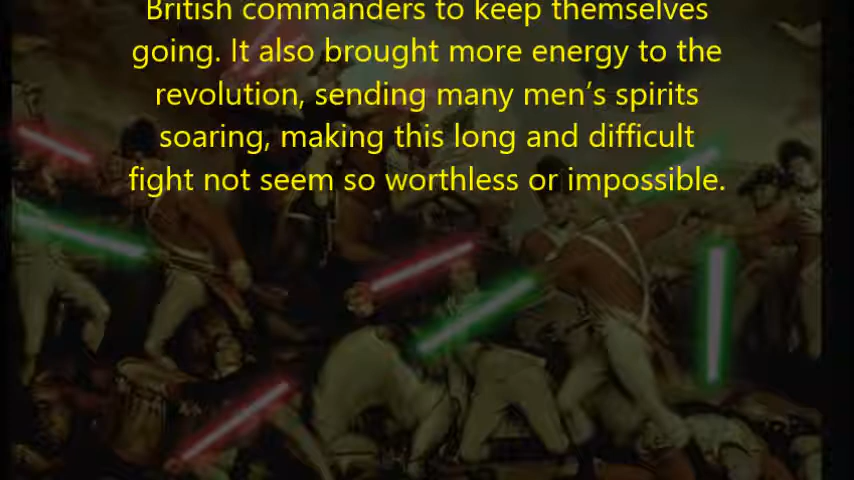 British commanders to keep themselves
going. It also brought more energy to the
revolution, sending many men’s spirits
soaring, making this long and difficult
fight not seem so worthless or impossible.